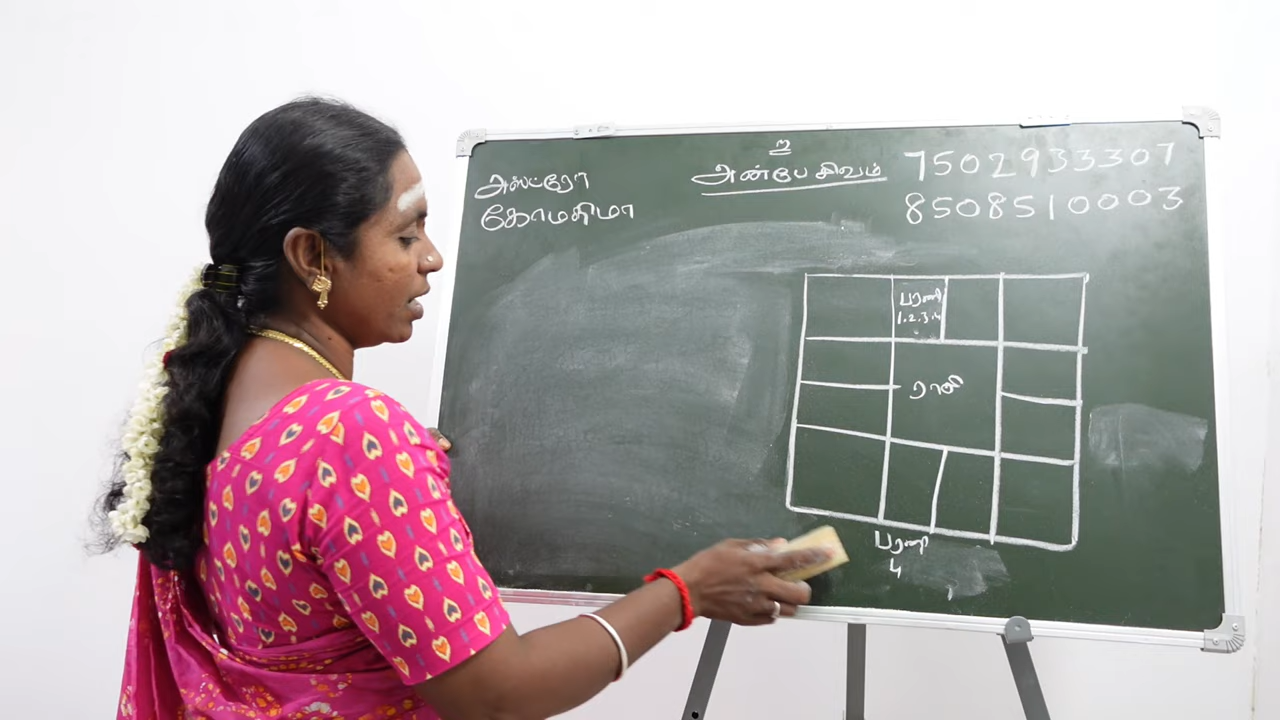 அஸ்ட்ரோ
கோமதிமா
உ
அன்பே சிவம்
7502933307
8508510003
பரணி
1.2.3.4
ராசி
பரணி
4